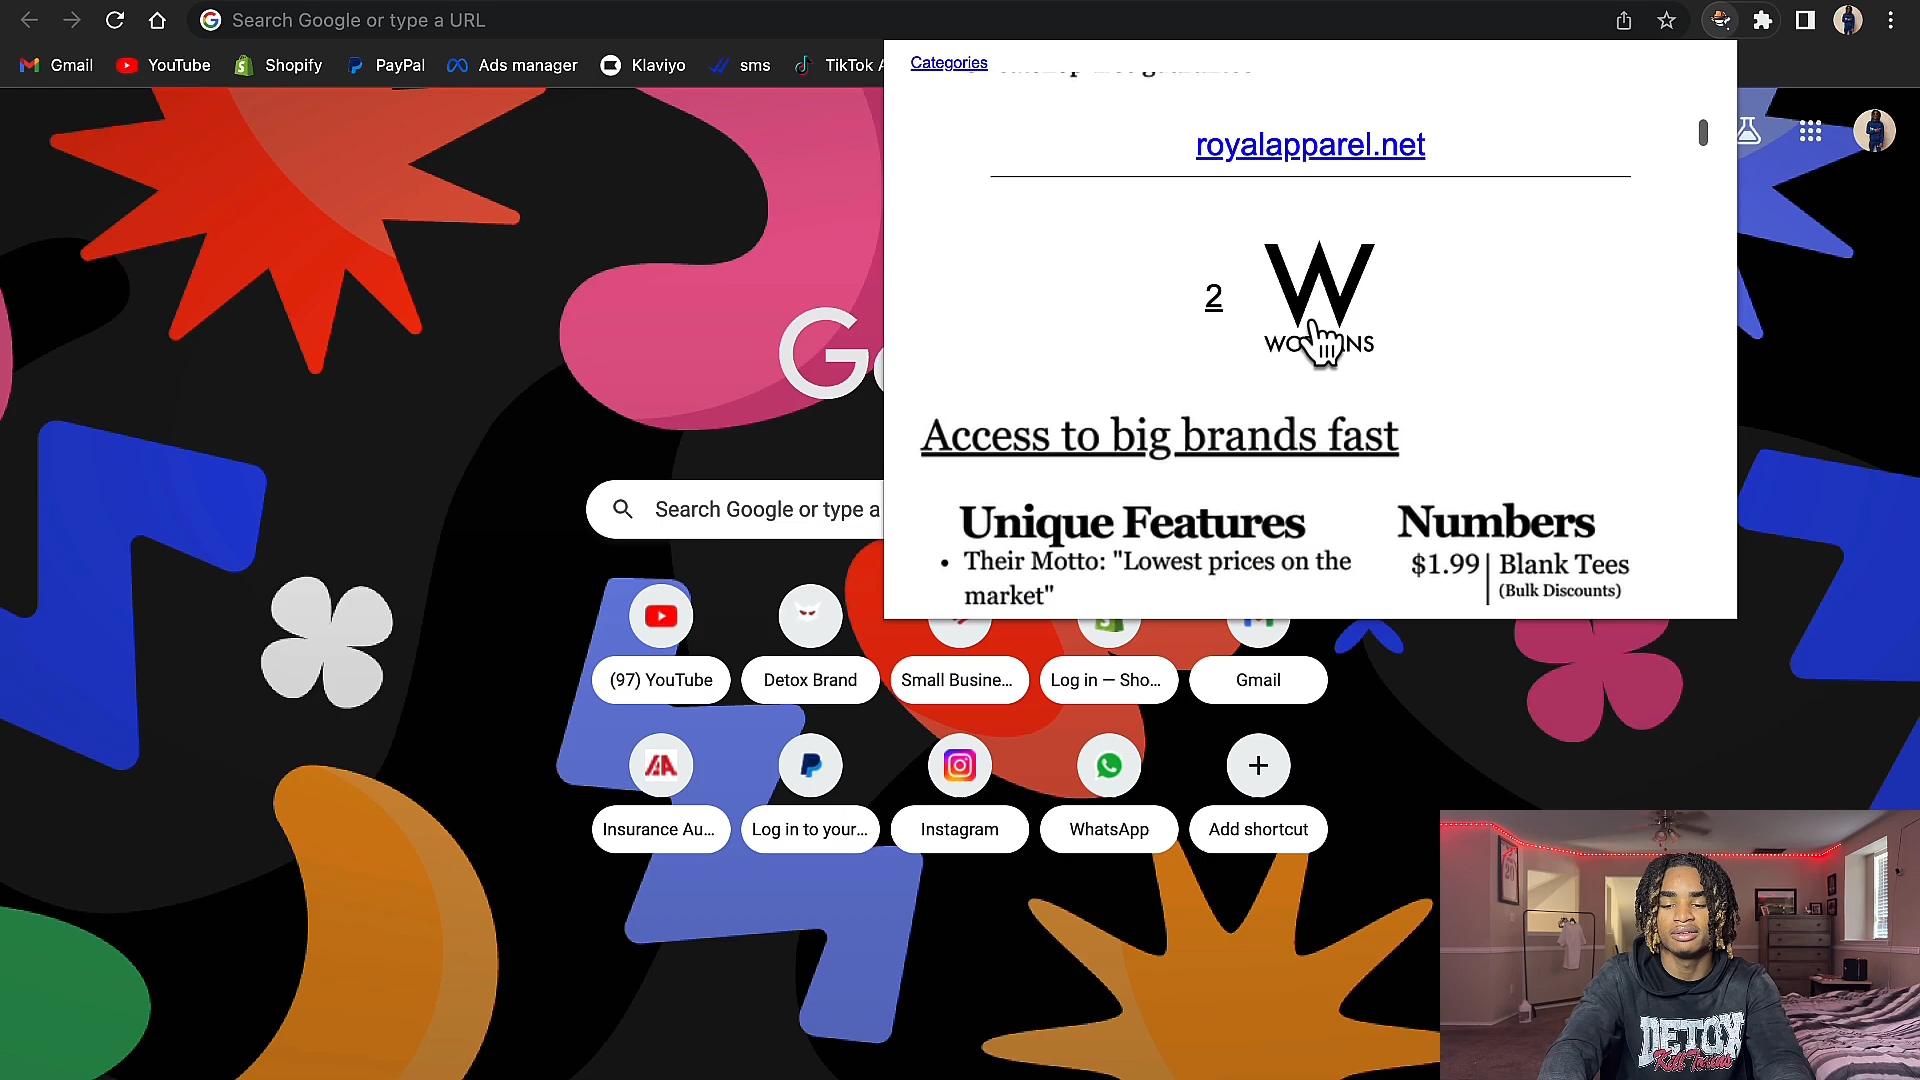 Search Google or type a URL
Gmail
YouTube
Shopify
PayPal
Ads manager
Klaviyo
sms
TikTok A
Categories
royalapparel.net
2
W
Access to big brands fast
Unique Features
• Their Motto: "Lowest prices on the
market"
Numbers
$1.99 | Blank Tees
(Bulk Discounts)
Search Google or type a
(97) YouTube
Detox Brand
Small Busine...
Log in — Sho...
Gmail
Insurance Au...
Log in to your...
Instagram
WhatsApp
Add shortcut
DETOX